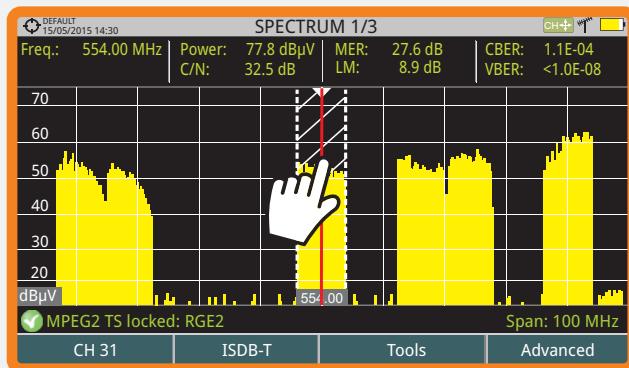 DEFAULT
15/05/2015 14:30
SPECTRUM 1/3
CH
Freq.: 554.00 MHz
Power: 77.8 dBµV
MER: 27.6 dB
CBER: 1.1E-04
C/N: 32.5 dB
LM: 8.9 dB
VBER: <1.0E-08
70
60
50
40
30
20
dBµV
554.00
MPEG2 TS locked: RGE2
Span: 100 MHz
CH 31
ISDB-T
Tools
Advanced